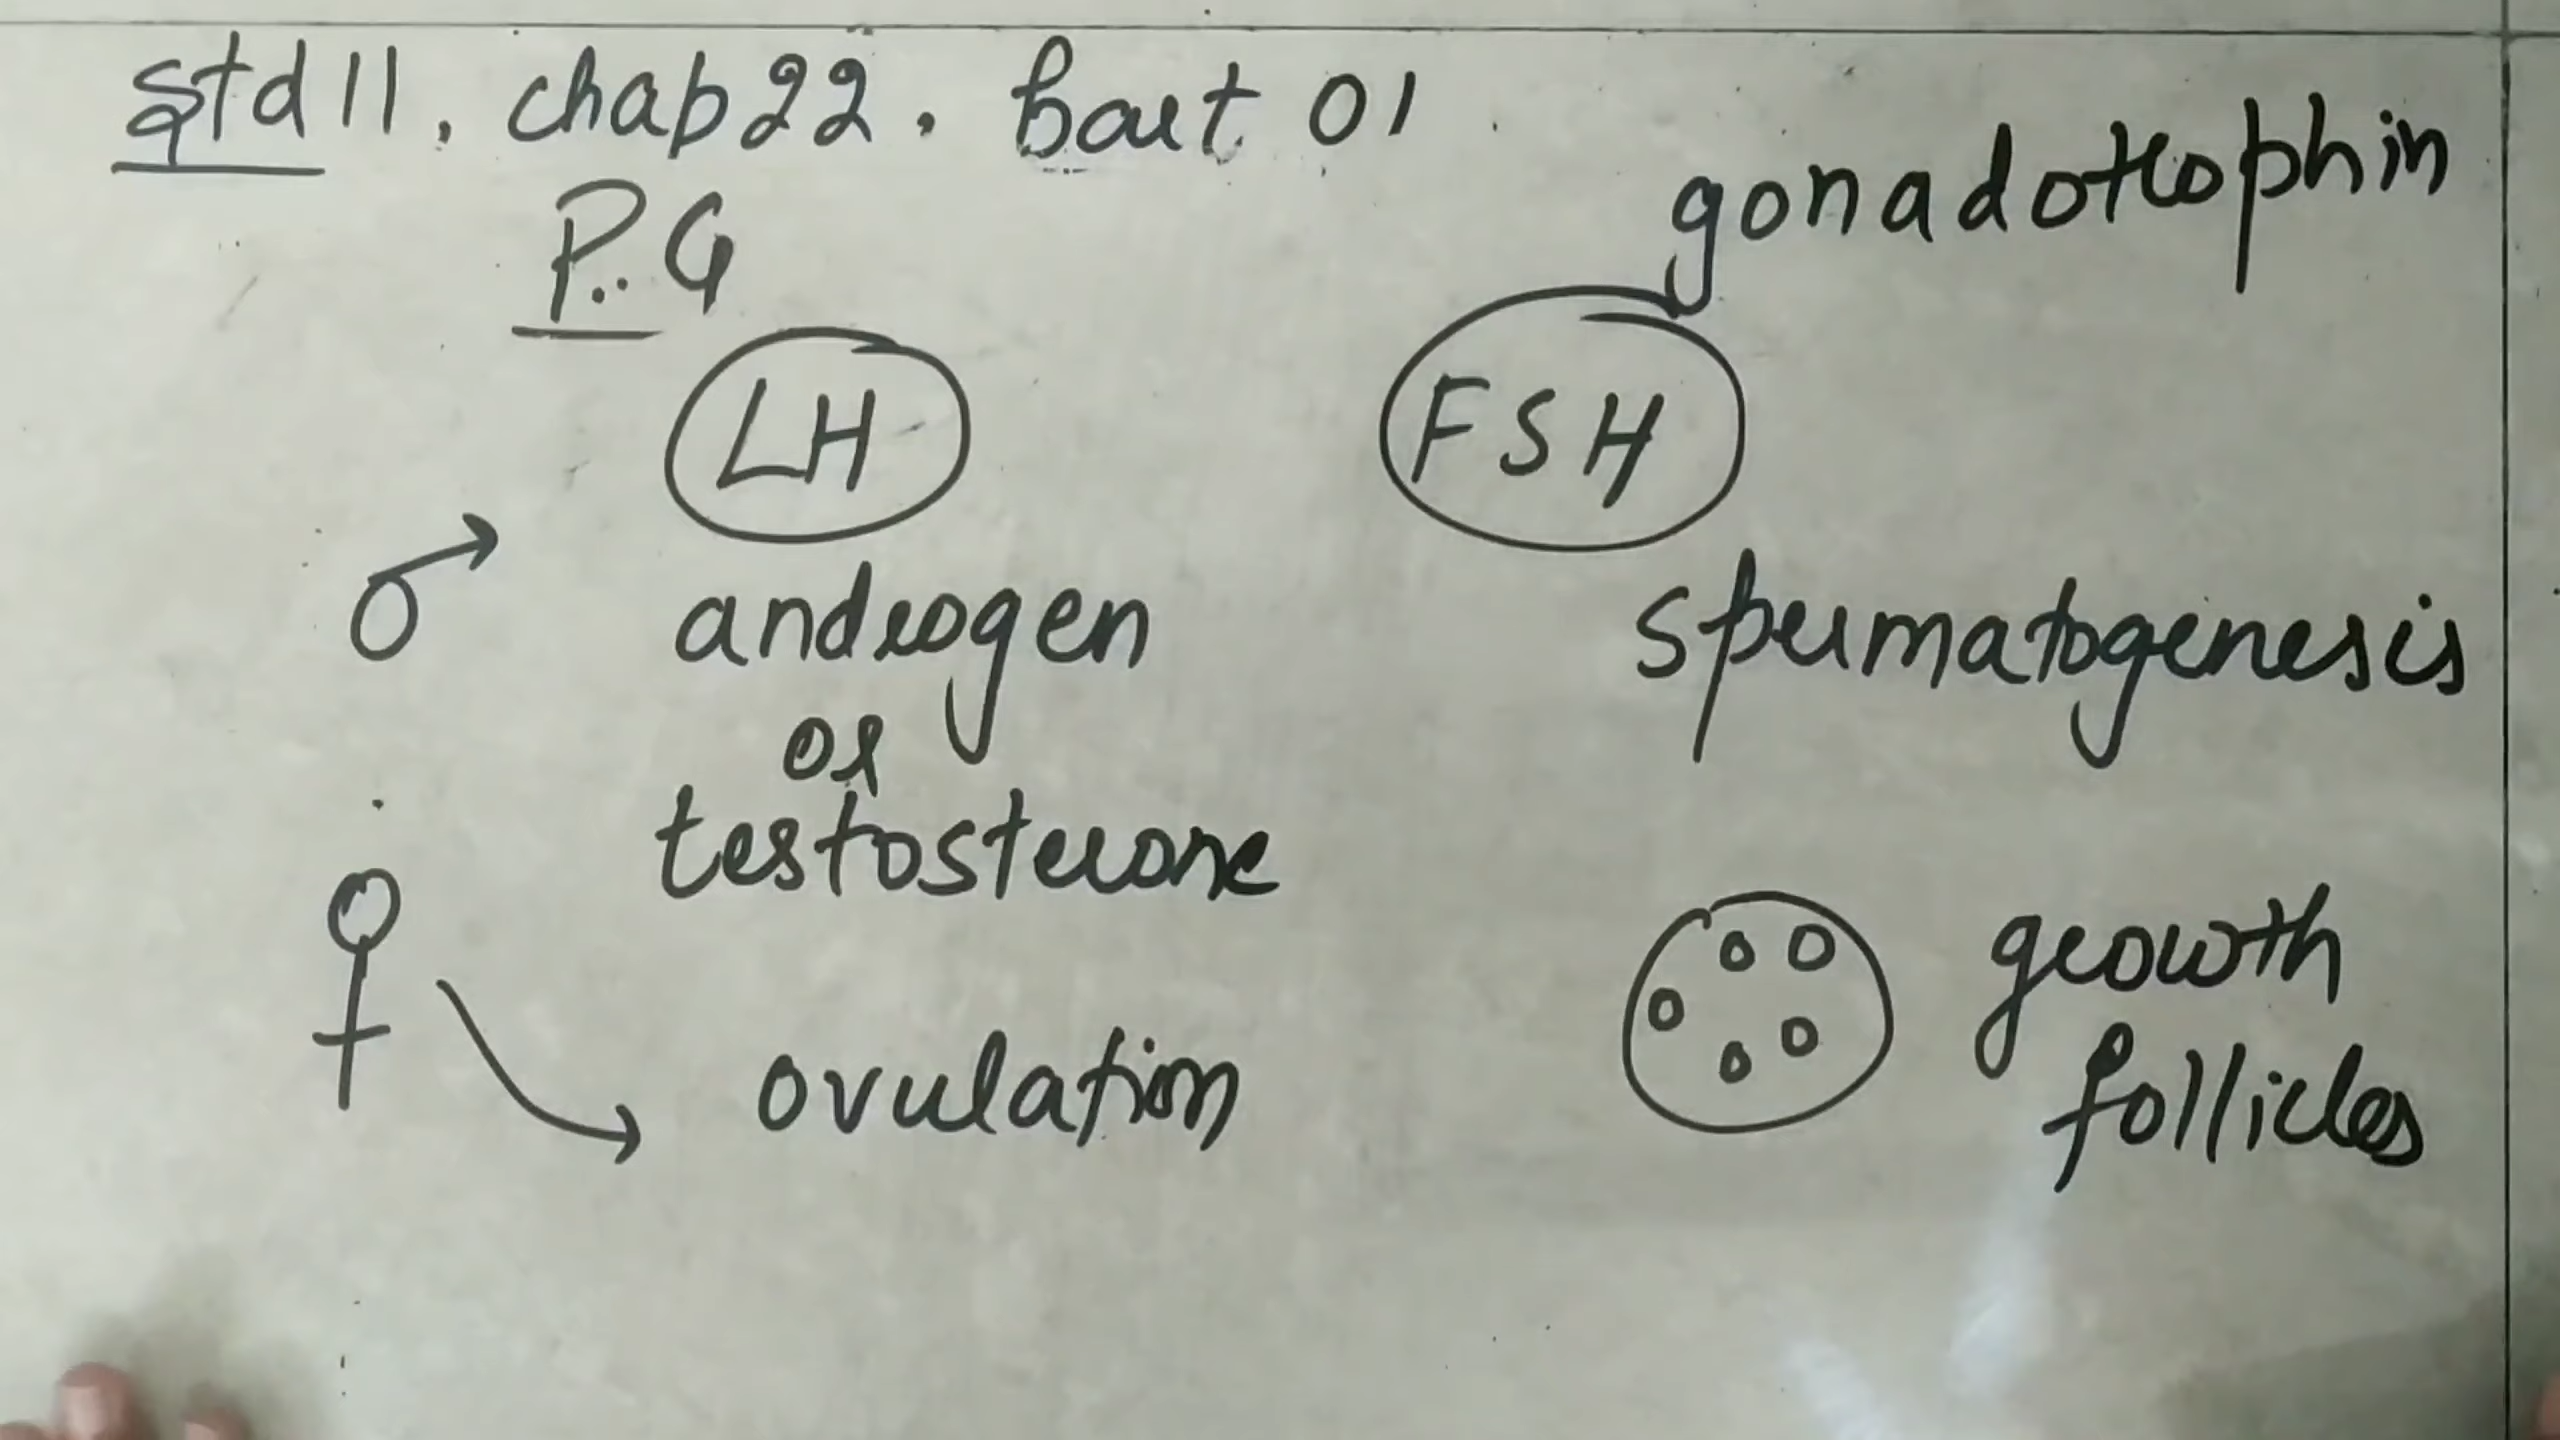 std 11, chap 22. Part 01
P.G
gonadotrophin
LH
FSH
androgen
or
testosterone
spermatogenesis
ovulation
growth
follicles